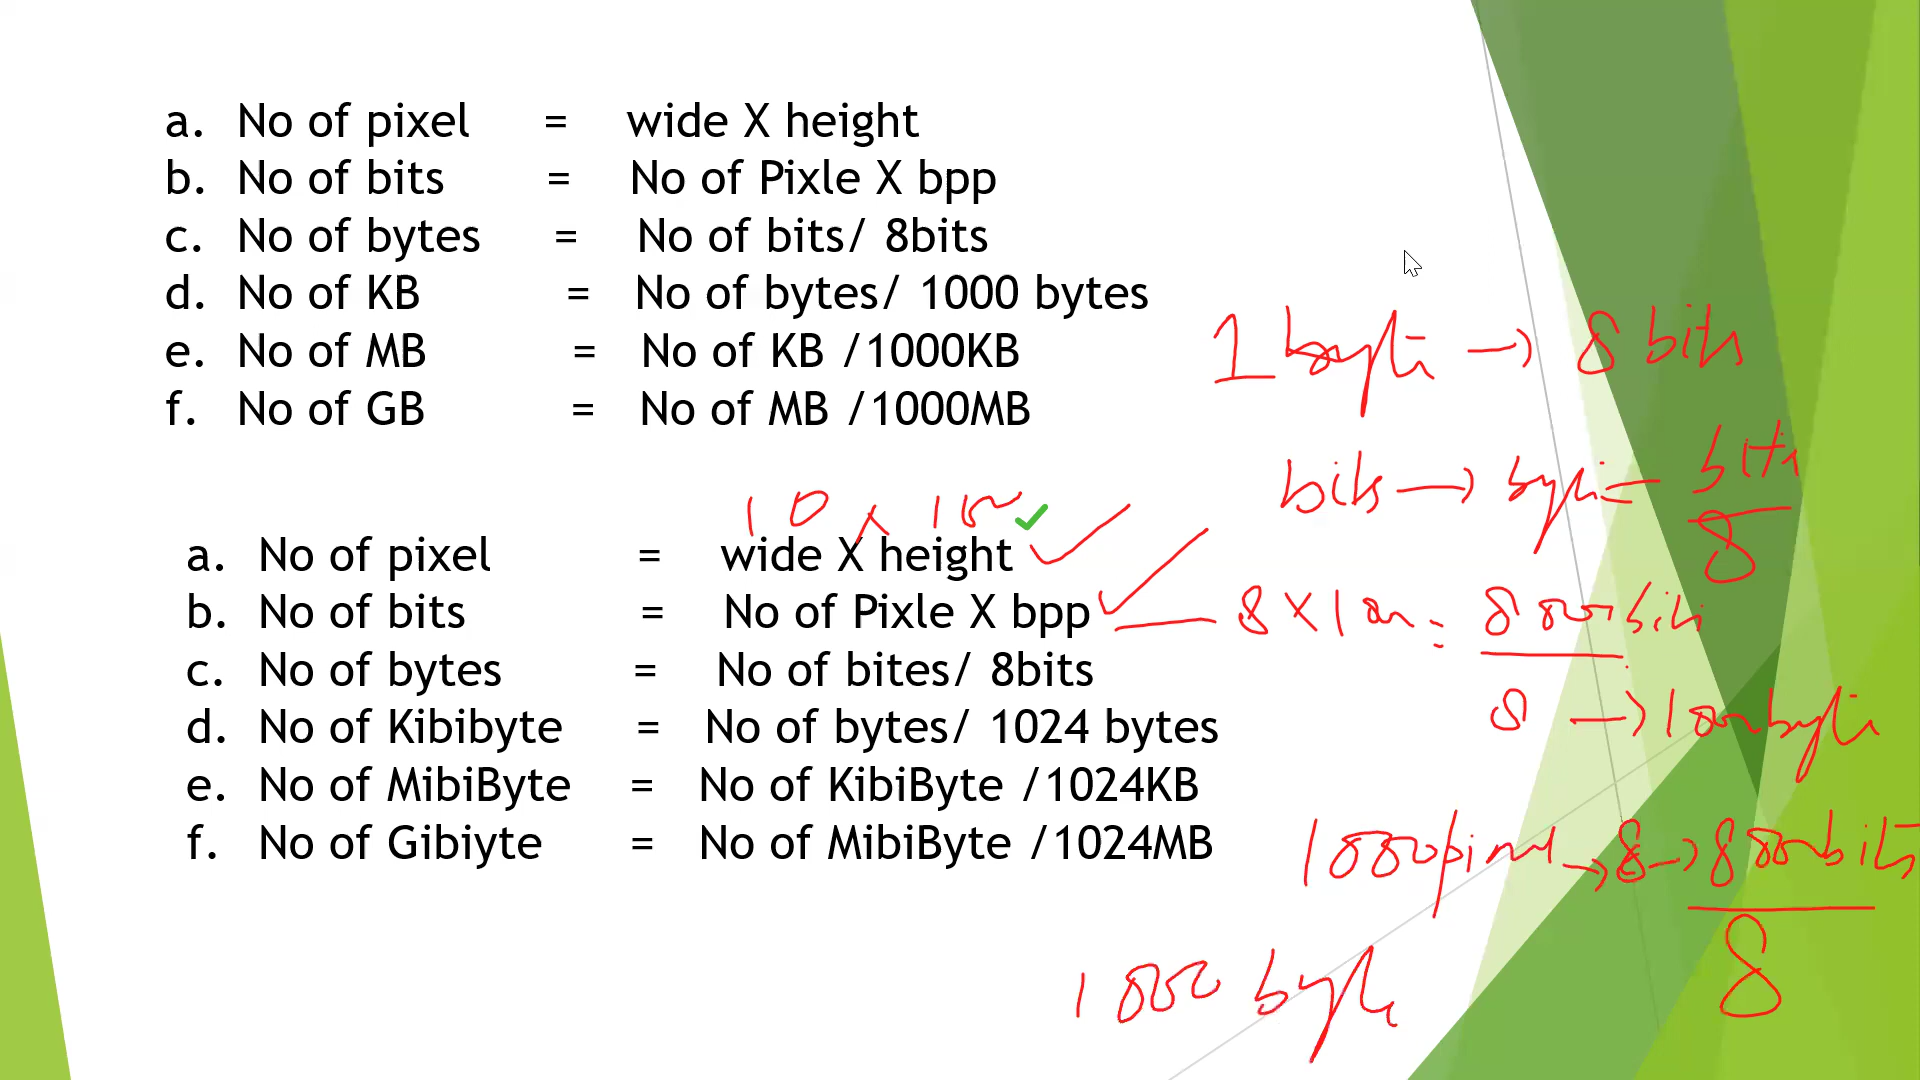 a. No of pixel = wide X height
b. No of bits = No of Pixle X bpp
c. No of bytes = No of bits/ 8bits
d. No of KB = No of bytes/ 1000 bytes
e. No of MB = No of KB /1000KB
f. No of GB = No of MB /1000MB
1 byte → 8 bits
bits → byte = bits
8
10 x 100
a. No of pixel = wide X height
b. No of bits = No of Pixle X bpp
8 X 100 = 800 bits
8 → 100 byte
c. No of bytes = No of bites/ 8bits
d. No of Kibibyte = No of bytes/ 1024 bytes
e. No of MibiByte = No of KibiByte /1024KB
f. No of Gibiyte = No of MibiByte /1024MB
1000 pixel → 8 → 8000 bits
8
1000 byte